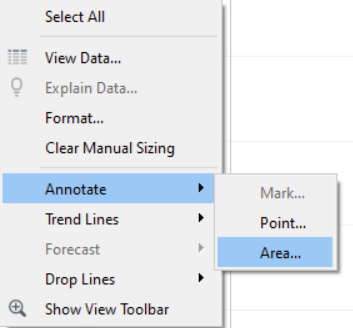 Select All
View Data...
Explain Data...
Format...
Clear Manual Sizing
Annotate
Mark...
Trend Lines
Point...
Forecast
Area...
Drop Lines
Show View Toolbar